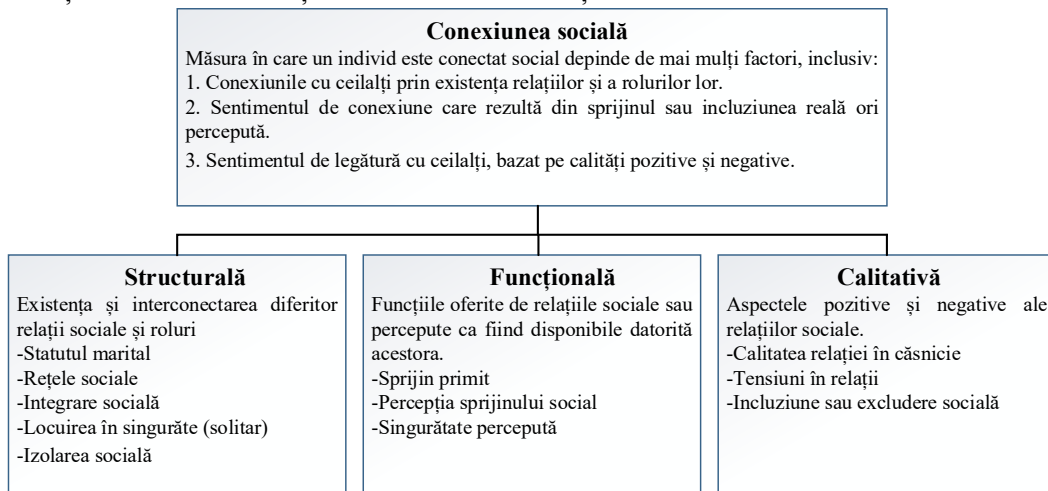 Conexiunea socială
Măsura în care un individ este conectat social depinde de mai mulți factori, inclusiv:
1. Conexiunile cu ceilalți prin existența relațiilor și a rolurilor lor.
2. Sentimentul de conexiune care rezultă din sprijinul sau incluziunea reală ori
percepută.
3. Sentimentul de legătură cu ceilalți, bazat pe calități pozitive și negative.
Structurală
Existența și interconectarea diferitor
relații sociale și roluri
-Statutul marital
-Rețele sociale
-Integrare socială
-Locuirea în singurăte (solitar)
-Izolarea socială
Funcțională
Funcțiile oferite de relațiile sociale sau
percepute ca fiind disponibile datorită
acestora.
-Sprijin primit
-Percepția sprijinului social
-Singurătate percepută
Calitativă
Aspectele pozitive și negative ale
relațiilor sociale.
-Calitatea relației în căsnicie
-Tensiuni în relații
-Incluziune sau excludere socială